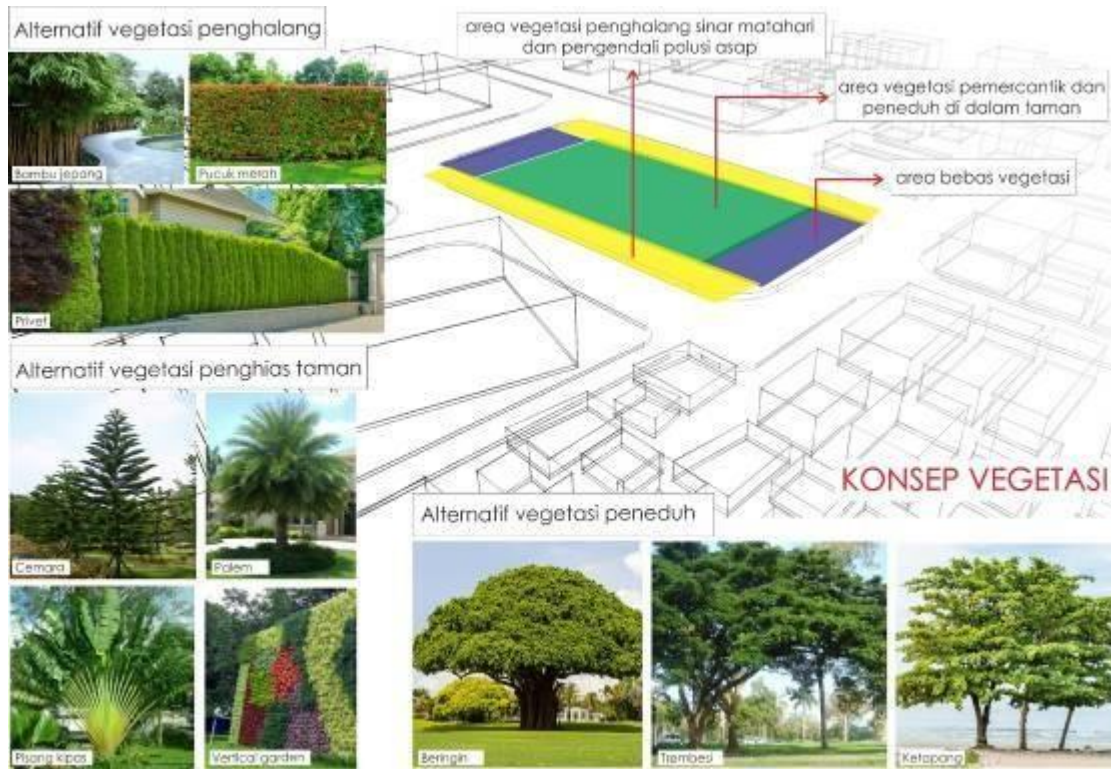 Alternatif vegetasi penghalang
Bambu jepang
Pucuk merah
Privet
area vegetasi penghalang sinar matahari
dan pengendali polusi asap
area vegetasi pemercantik dan
peneduh di dalam taman
area bebas vegetasi
Alternatif vegetasi penghias taman
Cemara
Palem
Pisang kipas
Vertical garden
KONSEP VEGETASI
Alternatif vegetasi peneduh
Beringin
Trembesi
Ketapang